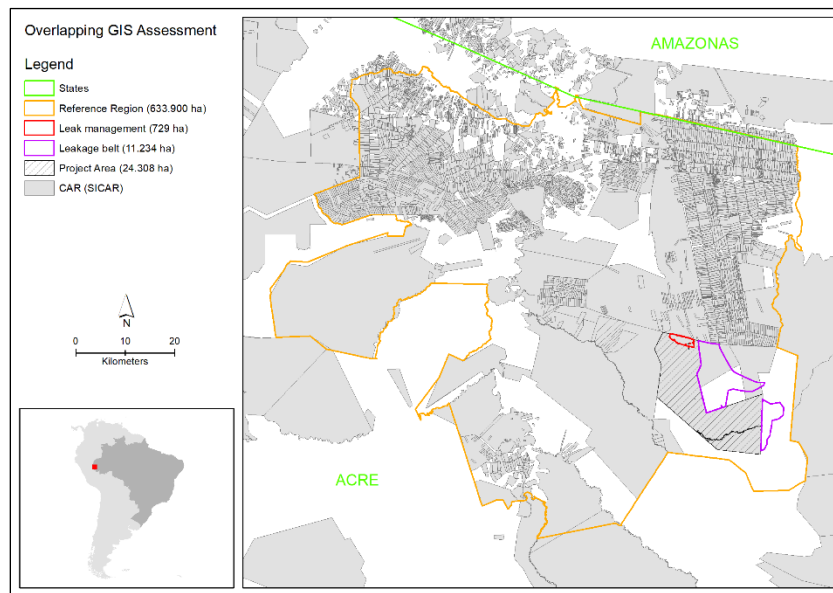 Overlapping GIS Assessment
Legend
States
Reference Region (633.900 ha)
Leak management (729 ha)
Leakage belt (11.234 ha)
Project Area (24.308 ha)
CAR (SICAR)
N
0 10 20
Kilometers
AMAZONAS
ACRE